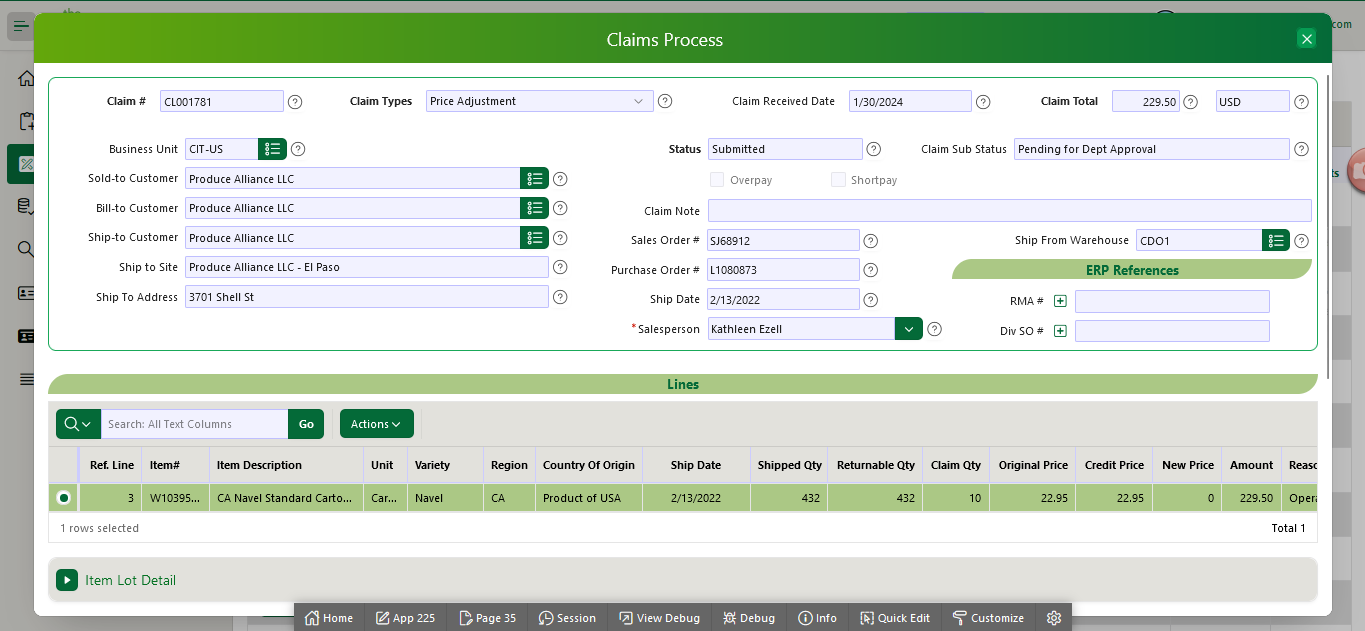 the
com
Claims Process
Claim # CL001781 Claim Types Price Adjustment Claim Received Date 1/30/2024 Claim Total 229.50 USD
Business Unit CIT-US Status Submitted Claim Sub Status Pending for Dept Approval
Sold-to Customer Produce Alliance LLC Overpay Shortpay
Bill-to Customer Produce Alliance LLC Claim Note
Ship-to Customer Produce Alliance LLC Sales Order # SJ68912 Ship From Warehouse CDO1
Ship to Site Produce Alliance LLC - El Paso Purchase Order # L1080873 ERP References
Ship To Address 3701 Shell St Ship Date 2/13/2022 RMA #
*Salesperson Kathleen Ezell Div SO #
Lines
Search: All Text Columns Go Actions
Ref. Line Item# Item Description Unit Variety Region Country Of Origin Ship Date Shipped Qty Returnable Qty Claim Qty Original Price Credit Price New Price Amount Reaso
3 W10395... CA Navel Standard Carto... Car... Navel CA Product of USA 2/13/2022 432 432 10 22.95 22.95 0 229.50 Opera
1 rows selected Total 1
Item Lot Detail
Home App 225 Page 35 Session View Debug Debug Info Quick Edit Customize